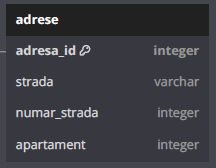 adrese
adresa_id integer
strada varchar
numar_strada integer
apartament integer